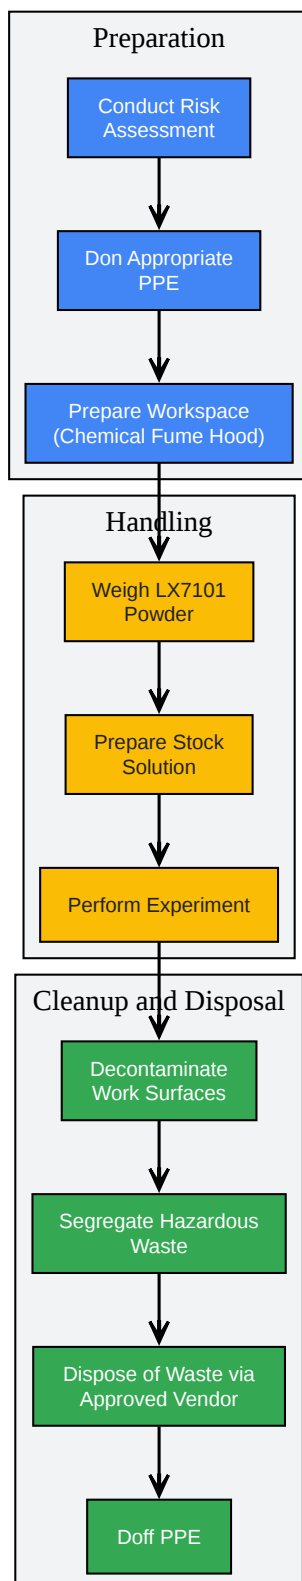 Preparation
Conduct Risk
Assessment
Don Appropriate
PPE
Prepare Workspace
(Chemical Fume Hood)
Handling
Weigh LX7101
Powder
Prepare Stock
Solution
Perform Experiment
Cleanup and Disposal
Decontaminate
Work Surfaces
Segregate Hazardous
Waste
Dispose of Waste via
Approved Vendor
Doff PPE